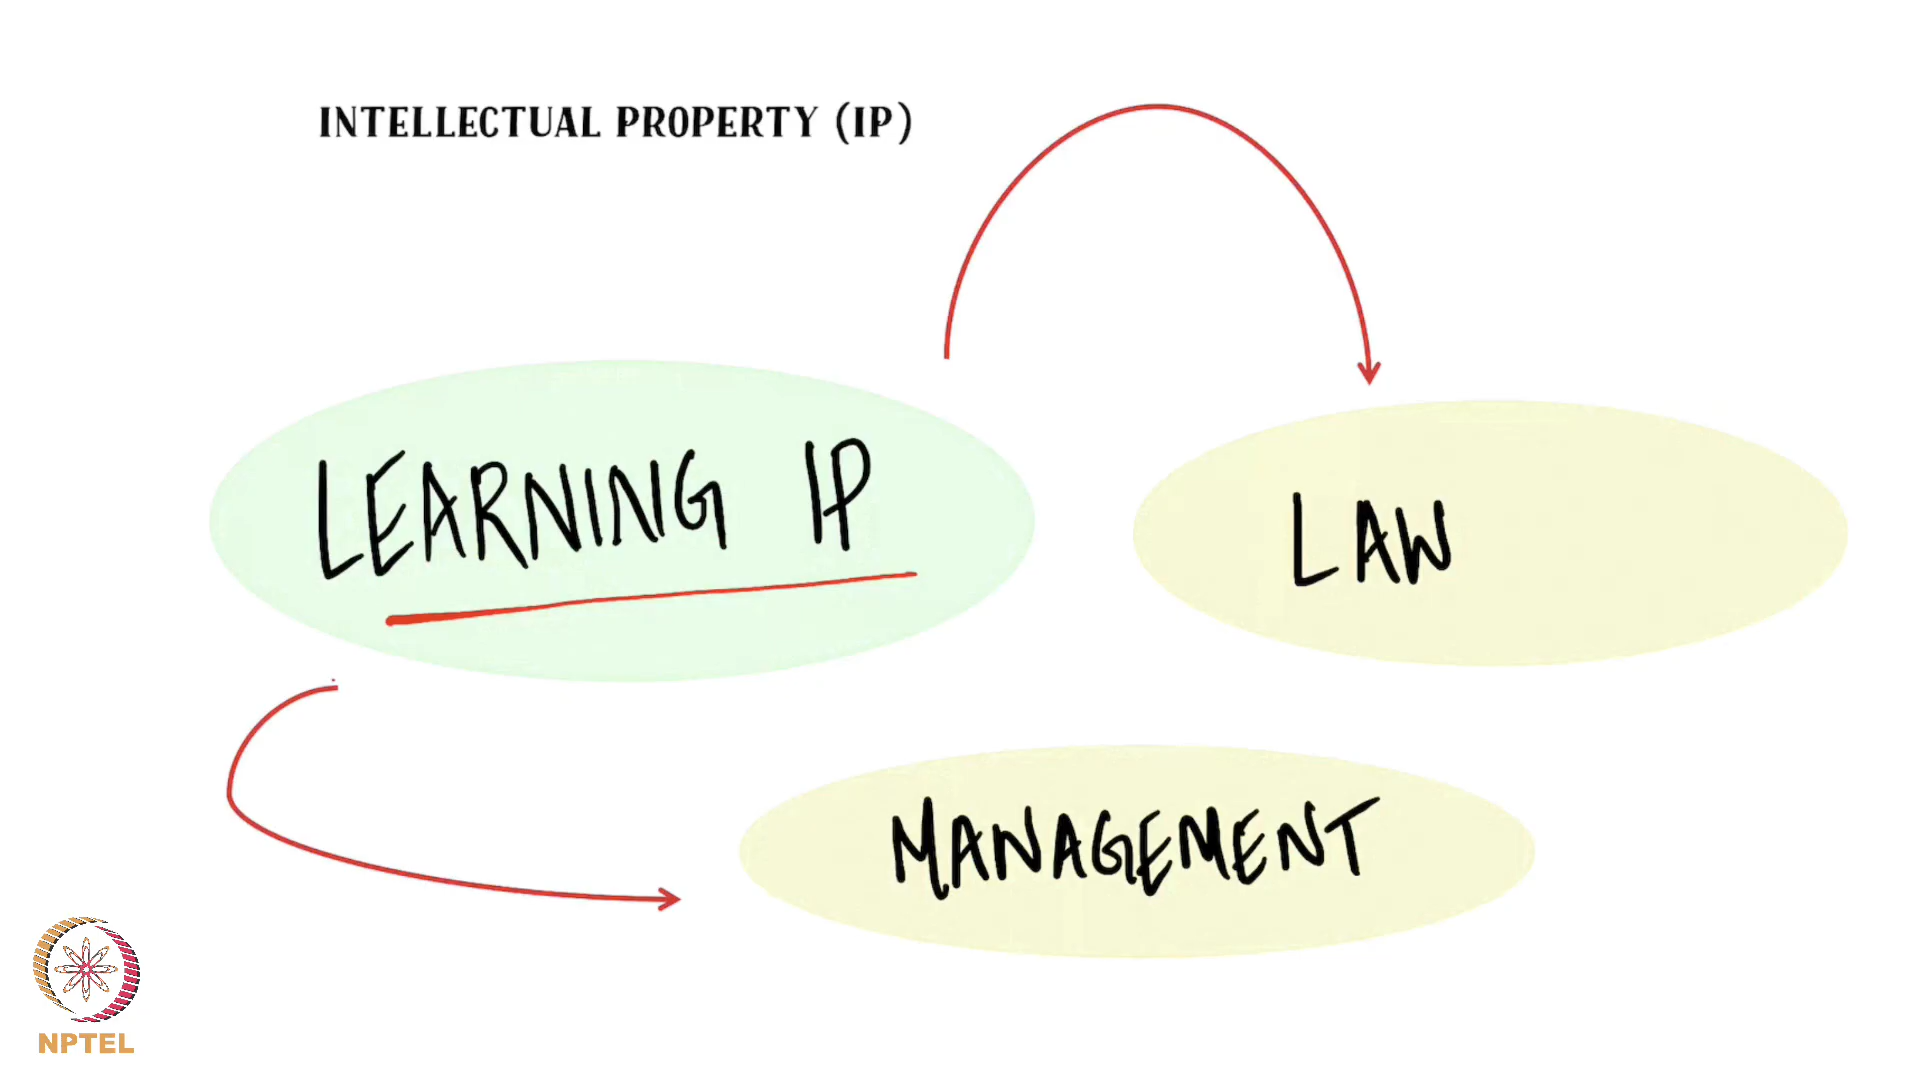 INTELLECTUAL PROPERTY (IP)
LEARNING IP
LAW
MANAGEMENT
NPTEL